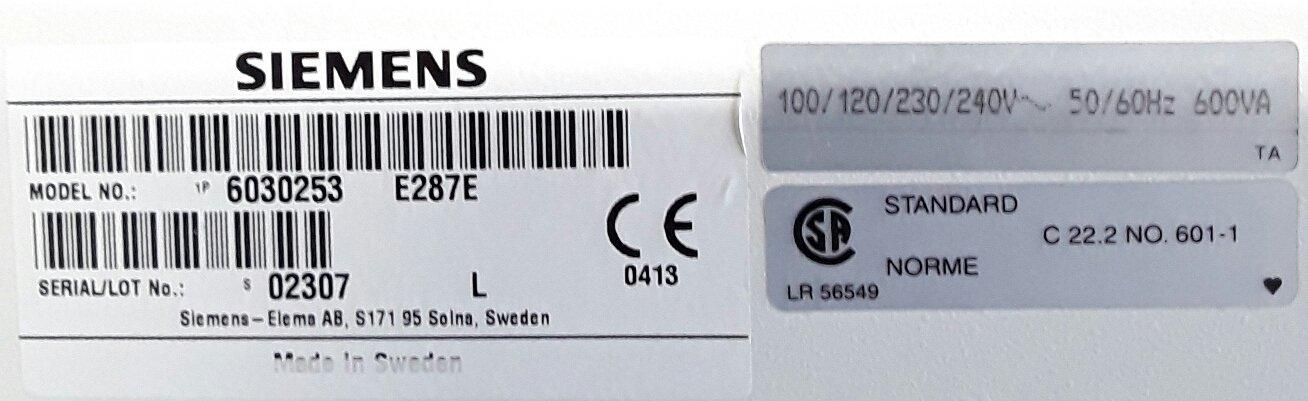 SIEMENS
MODEL NO.: 1P 6030253 E287E
SERIAL/LOT No.: S 02307 L
CE
0413
Siemens-Elema AB, S171 95 Solna, Sweden
Made in Sweden
100/120/230/240V~ 50/60Hz 600VA
TA
CSA
STANDARD
C 22.2 NO. 601-1
NORME
LR 56549